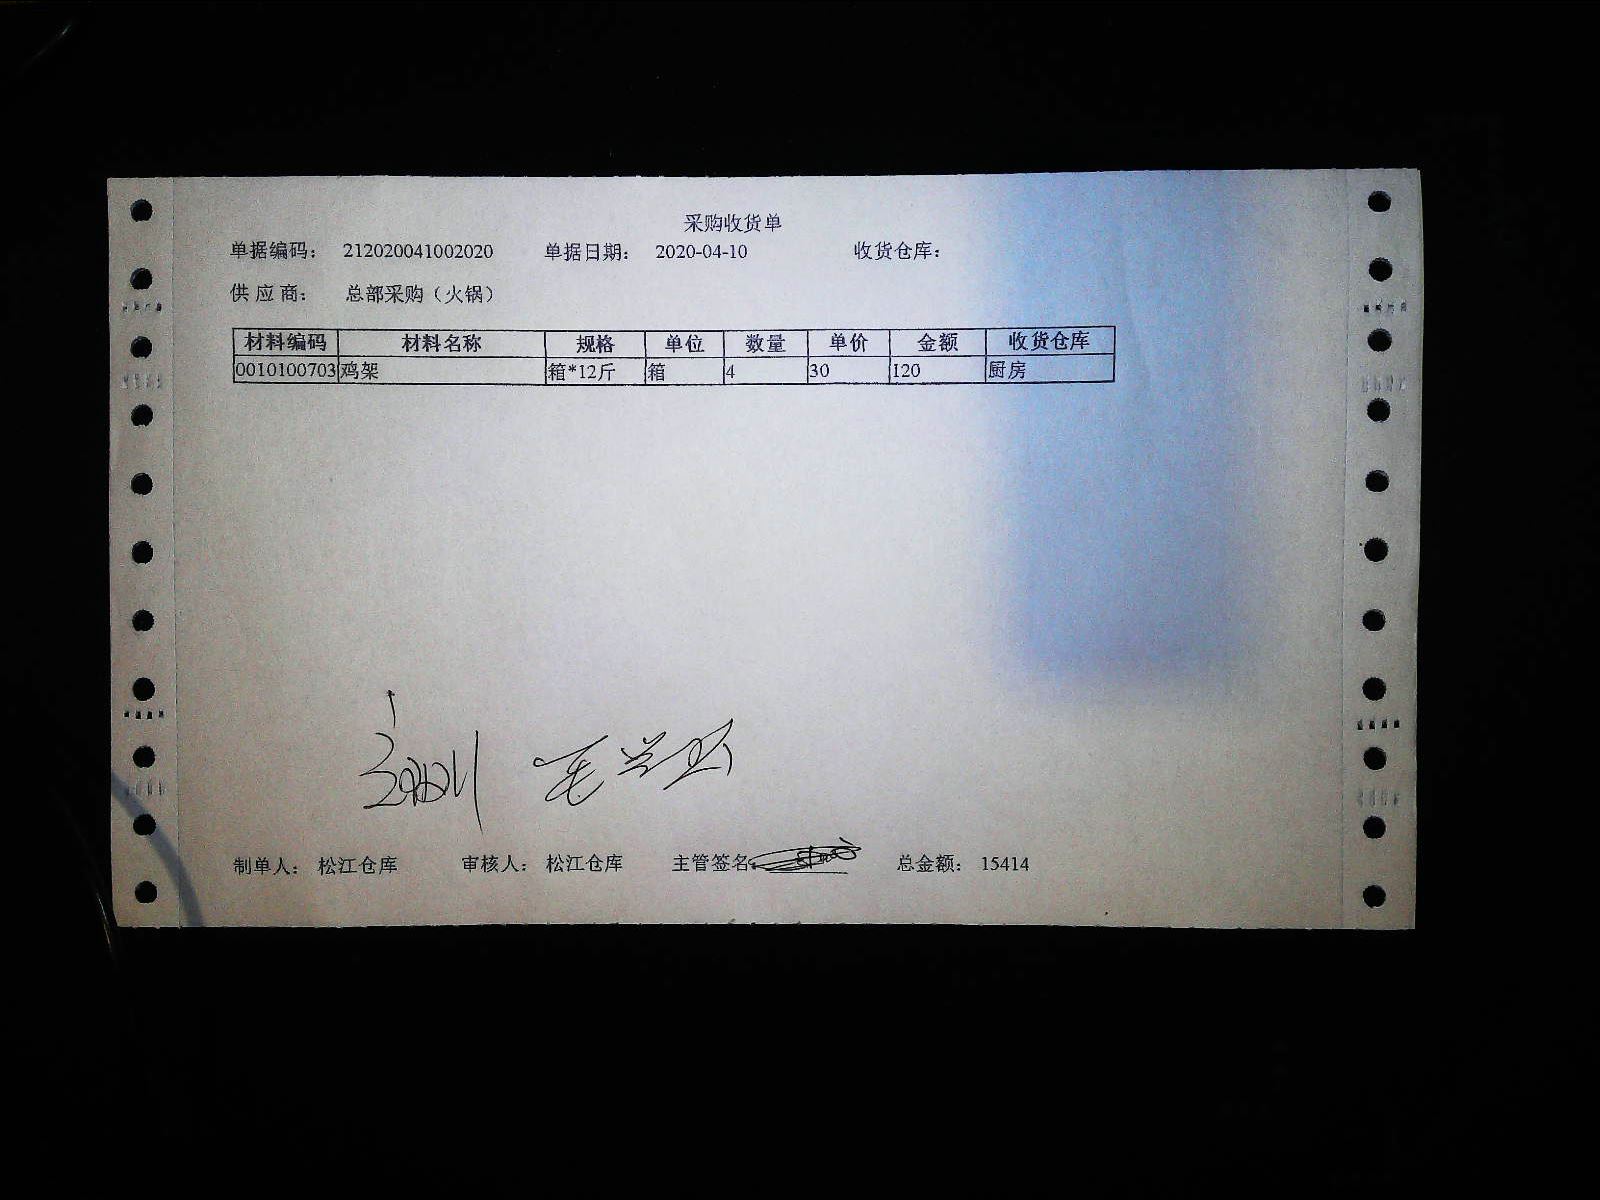 采购收货单
单据编码： 212020041002020 单据日期： 2020-04-10 收货仓库：
供 应 商： 总部采购（火锅）
材料编码 材料名称 规格 单位 数量 单价 金额 收货仓库
0010100703 鸡架 箱*12斤 箱 4 30 120 厨房
制单人： 松江仓库 审核人： 松江仓库 主管签名： 总金额： 15414